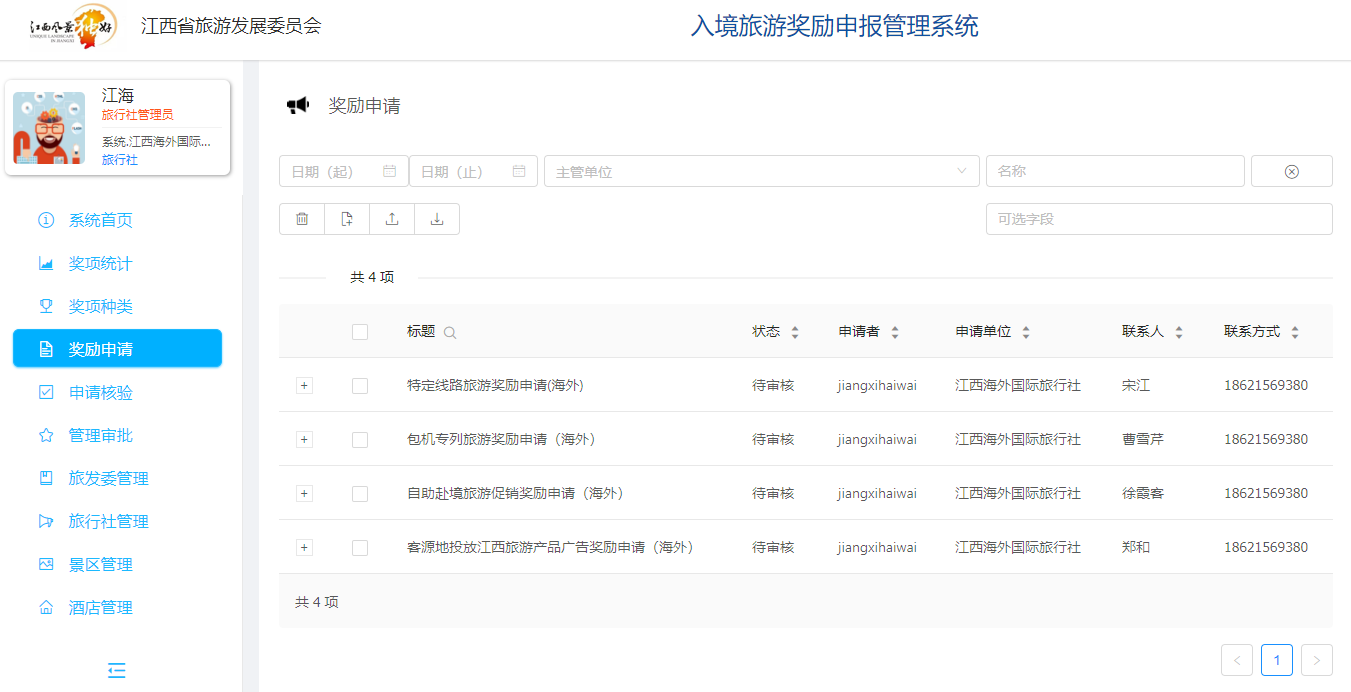 江西风景独好
UNIQUE LANDSCAPE
IN JIANGXI
江西省旅游发展委员会
入境旅游奖励申报管理系统
江海
旅行社管理员
系统,江西海外国际...
旅行社
系统首页
奖项统计
奖项种类
奖励申请
申请核验
管理审批
旅发委管理
旅行社管理
景区管理
酒店管理
奖励申请
日期（起） 日期（止） 主管单位 名称
可选字段
共 4 项
标题 状态 申请者 申请单位 联系人 联系方式
+ 特定线路旅游奖励申请(海外) 待审核 jiangxihaiwai 江西海外国际旅行社 宋江 18621569380
+ 包机专列旅游奖励申请（海外） 待审核 jiangxihaiwai 江西海外国际旅行社 曹雪芹 18621569380
+ 自助赴境旅游促销奖励申请（海外） 待审核 jiangxihaiwai 江西海外国际旅行社 徐霞客 18621569380
+ 客源地投放江西旅游产品广告奖励申请（海外） 待审核 jiangxihaiwai 江西海外国际旅行社 郑和 18621569380
共 4 项
< 1 >